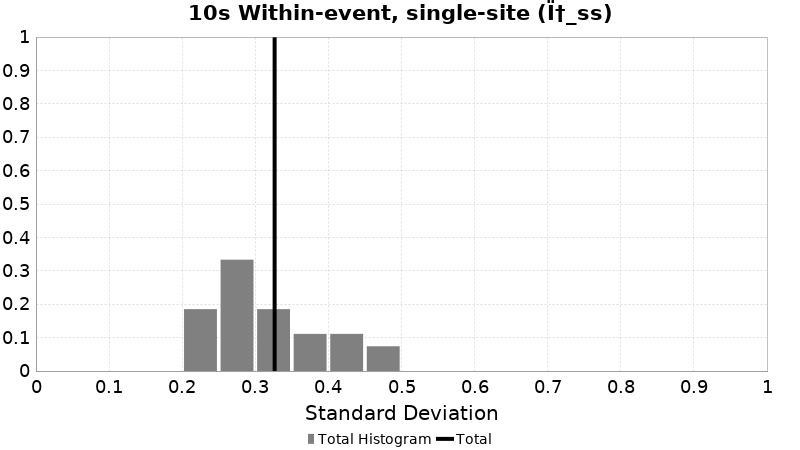 10s Within-event, single-site (Ï†_ss)
1
0.9
0.8
0.7
0.6
0.5
0.4
0.3
0.2
0.1
0
0 0.1 0.2 0.3 0.4 0.5 0.6 0.7 0.8 0.9 1
Standard Deviation
Total Histogram Total